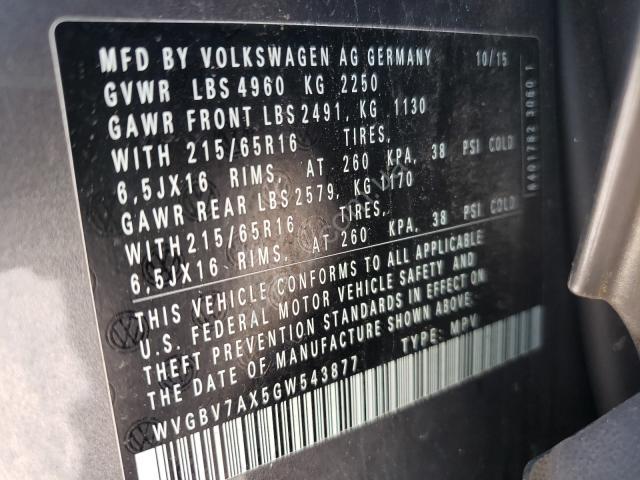 MFD BY VOLKSWAGEN AG GERMANY 10/15
GVWR LBS 4960 KG 2250
GAWR FRONT LBS 2491, KG 1130
WITH 215/65R16 TIRES,
6,5JX16 RIMS, AT 260 KPA, 38 PSI COLD
GAWR REAR LBS 2579, KG 1170
WITH 215/65R16 TIRES,
6,5JX16 RIMS, AT 260 KPA, 38 PSI COLD
THIS VEHICLE CONFORMS TO ALL APPLICABLE
U.S. FEDERAL MOTOR VEHICLE SAFETY AND
THEFT PREVENTION STANDARDS IN EFFECT ON
THE DATE OF MANUFACTURE SHOWN ABOVE.
WVGBV7AX5GW543877 TYPE: MPV
6401782 3060 T